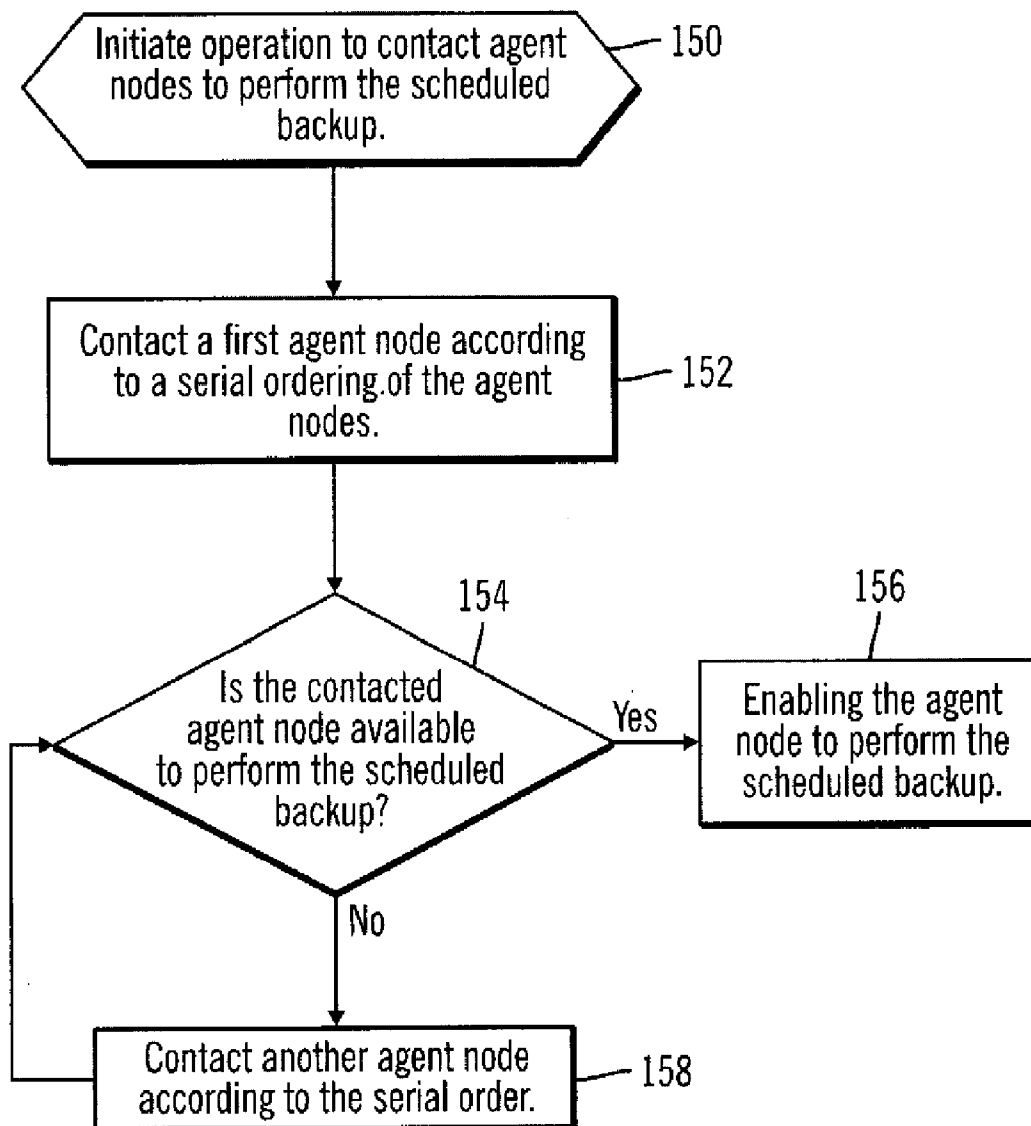 Initiate operation to contact agent
nodes to perform the scheduled
backup.
150
Contact a first agent node according
to a serial ordering.of the agent
nodes.
152
154
Is the contacted
agent node available
to perform the scheduled
backup?
Yes
156
Enabling the agent
node to perform the
scheduled backup.
No
Contact another agent node
according to the serial order.
158